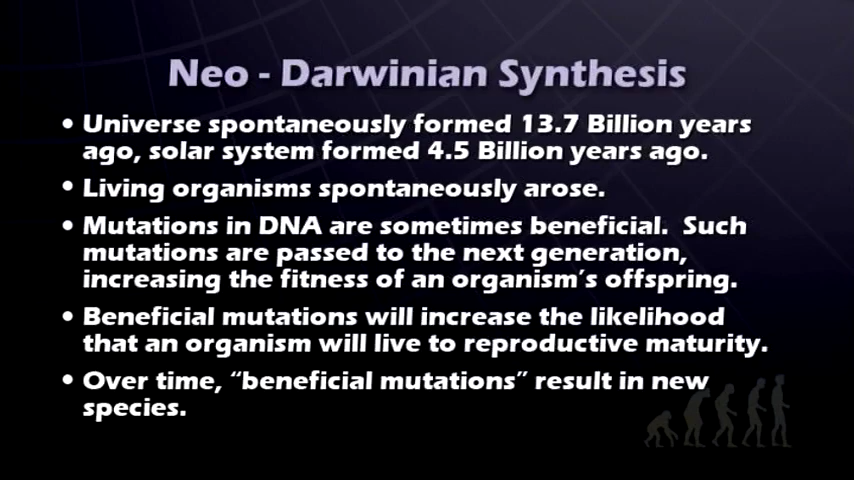 Neo - Darwinian Synthesis
• Universe spontaneously formed 13.7 Billion years
ago, solar system formed 4.5 Billion years ago.
• Living organisms spontaneously arose.
• Mutations in DNA are sometimes beneficial.  Such
mutations are passed to the next generation,
increasing the fitness of an organism’s offspring.
• Beneficial mutations will increase the likelihood
that an organism will live to reproductive maturity.
• Over time, “beneficial mutations” result in new
species.